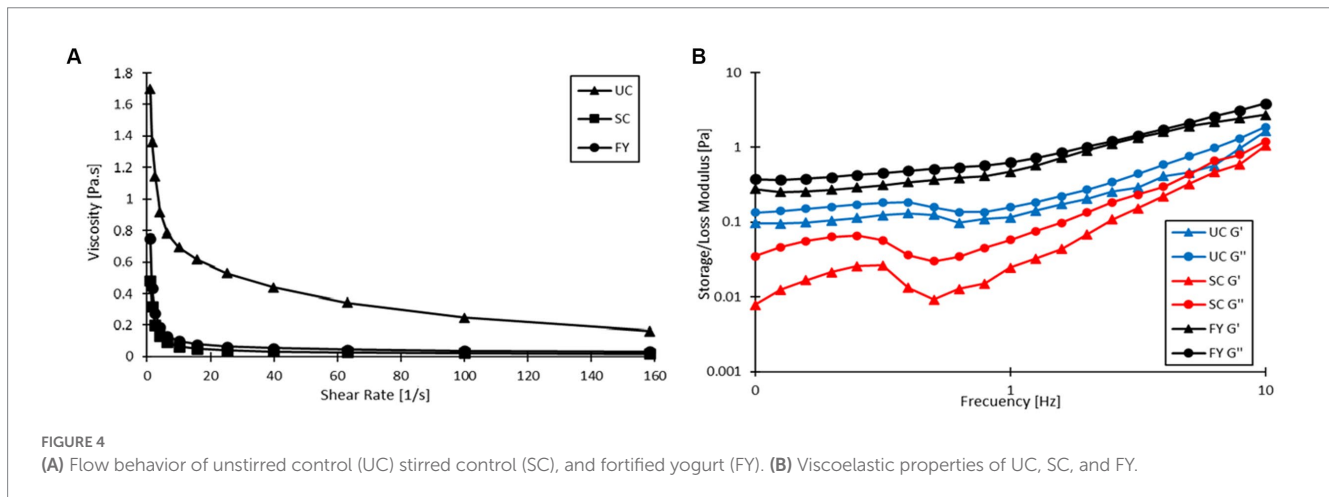 A
Viscosity [Pa.s]
1.8
1.6
1.4
1.2
1
0.8
0.6
0.4
0.2
0
0 20 40 60 80 100 120 140 160
Shear Rate [1/s]
UC
SC
FY
B
Storage/Loss Modulus [Pa]
10
1
0.1
0.01
0.001
0 1 10
Frecuency [Hz]
UC G'
UC G"
SC G'
SC G"
FY G'
FY G"
FIGURE 4
(A) Flow behavior of unstirred control (UC) stirred control (SC), and fortified yogurt (FY). (B) Viscoelastic properties of UC, SC, and FY.